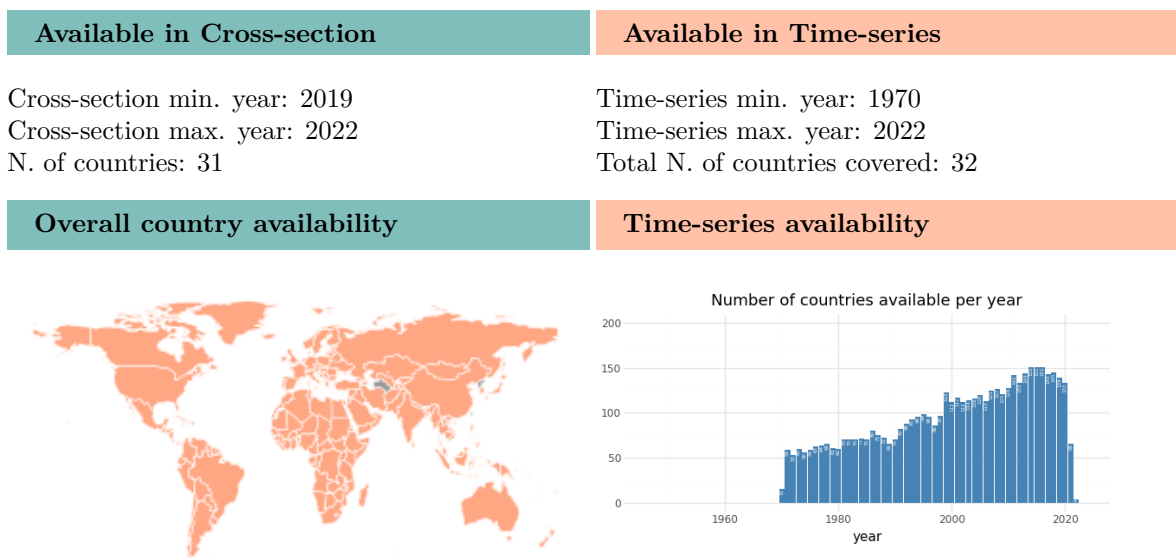 Available in Cross-section
Available in Time-series
Cross-section min. year: 2019
Cross-section max. year: 2022
N. of countries: 31
Time-series min. year: 1970
Time-series max. year: 2022
Total N. of countries covered: 32
Overall country availability
Time-series availability
Number of countries available per year
200
150
100
50
0
1960
1980
2000
2020
year